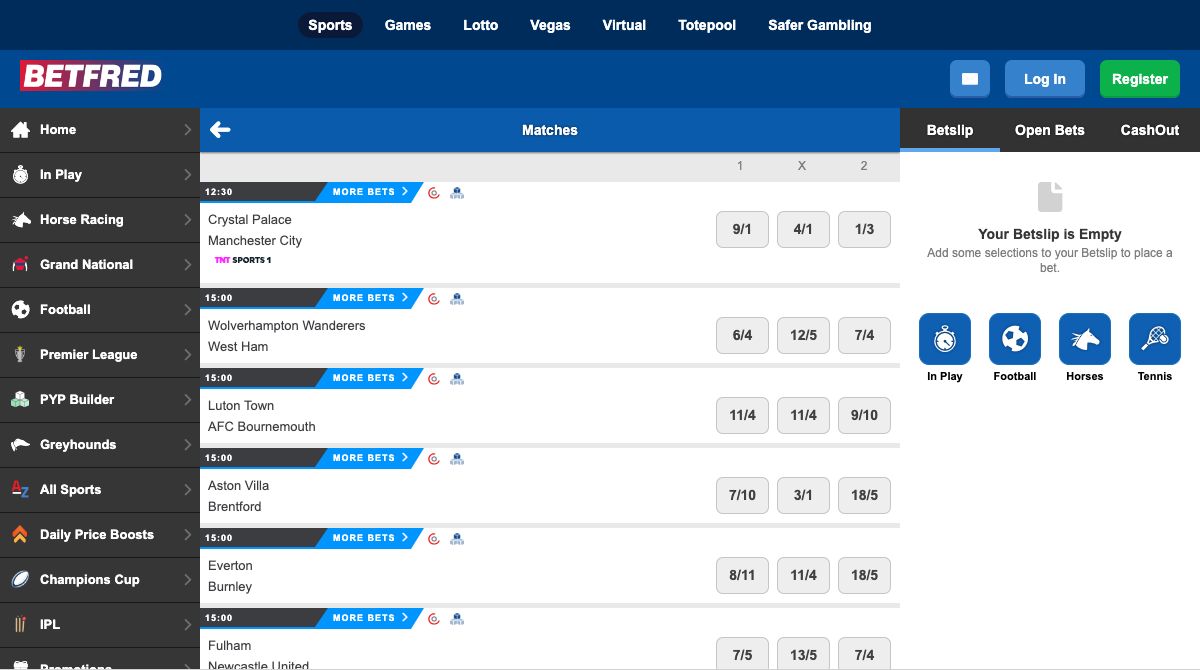 Sports Games Lotto Vegas Virtual Totepool Safer Gambling
BETFRED
Log In Register
Home
In Play
Horse Racing
Grand National
Football
Premier League
PYP Builder
Greyhounds
All Sports
Daily Price Boosts
Champions Cup
IPL
Promotions
Matches
1 X 2
12:30 MORE BETS
Crystal Palace
Manchester City
9/1 4/1 1/3
TNT SPORTS 1
15:00 MORE BETS
Wolverhampton Wanderers
West Ham
6/4 12/5 7/4
15:00 MORE BETS
Luton Town
AFC Bournemouth
11/4 11/4 9/10
15:00 MORE BETS
Aston Villa
Brentford
7/10 3/1 18/5
15:00 MORE BETS
Everton
Burnley
8/11 11/4 18/5
15:00 MORE BETS
Fulham
Newcastle United
7/5 13/5 7/4
Betslip Open Bets CashOut
Your Betslip is Empty
Add some selections to your Betslip to place a
bet.
In Play Football Horses Tennis